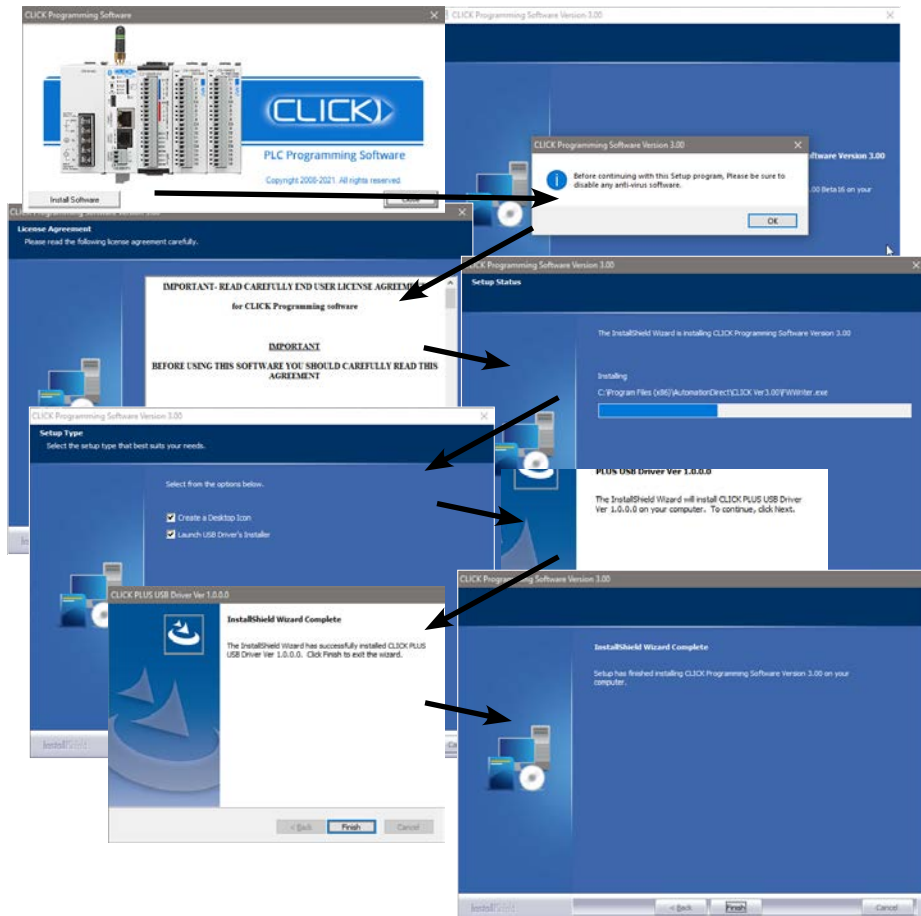 CLICK Programming Software
CLICK
PLC Programming Software
Copyright 2008-2021. All rights reserved.
Install Software
Close
CLICK Programming Software Version 3.00
ftware Version 3.00
.00 Beta16 on your
CLICK Programming Software Version 3.00
Before continuing with this Setup program, Please be sure to
disable any anti-virus software.
OK
License Agreement
Please read the following license agreement carefully.
IMPORTANT- READ CAREFULLY END USER LICENSE AGREEMENT
for CLICK Programming software
IMPORTANT
BEFORE USING THIS SOFTWARE YOU SHOULD CAREFULLY READ THIS
AGREEMENT
CLICK Programming Software Version 3.00
Setup Status
The InstallShield Wizard is installing CLICK Programming Software Version 3.00
Installing
C:\Program Files (x86)\AutomationDirect\CLICK Ver3.00\FWWriter.exe
CLICK Programming Software Version 3.00
Setup Type
Select the setup type that best suits your needs.
Select from the options below.
Create a Desktop Icon
Launch USB Driver's Installer
InstallShield
PLUS USB Driver Ver 1.0.0.0
The InstallShield Wizard will install CLICK PLUS USB Driver
Ver 1.0.0.0 on your computer. To continue, click Next.
CLICK PLUS USB Driver Ver 1.0.0.0
InstallShield Wizard Complete
The InstallShield Wizard has successfully installed CLICK PLUS
USB Driver Ver 1.0.0.0. Click Finish to exit the wizard.
< Back
Finish
Cancel
CLICK Programming Software Version 3.00
InstallShield Wizard Complete
Setup has finished installing CLICK Programming Software Version 3.00 on your
computer.
InstallShield
< Back
Finish
Cancel